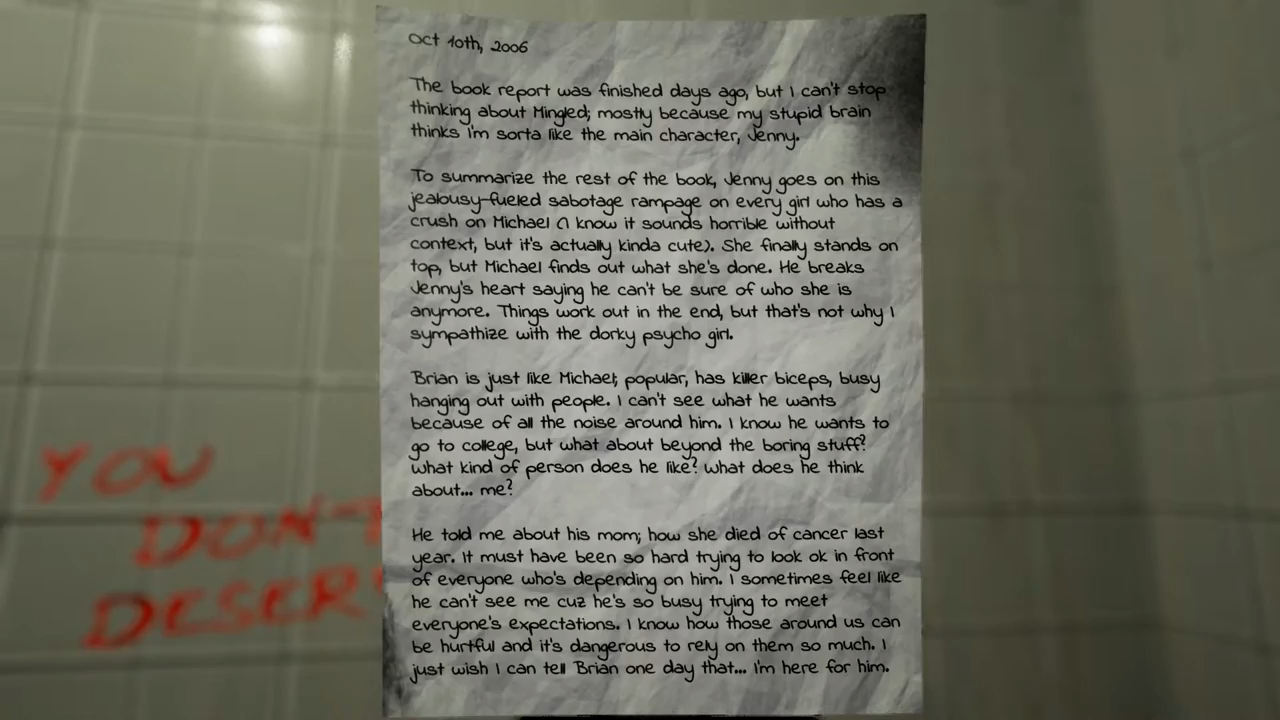 Oct 10th, 2006
The book report was finished days ago, but I can't stop
thinking about Mingled; mostly because my stupid brain
thinks I'm sorta like the main character, Jenny.
To summarize the rest of the book, Jenny goes on this
jealousy-fueled sabotage rampage on every girl who has a
crush on Michael (I know it sounds horrible without
context, but it's actually kinda cute). She finally stands on
top, but Michael finds out what she's done. He breaks
Jenny's heart saying he can't be sure of who she is
anymore. Things work out in the end, but that's not why I
sympathize with the dorky psycho girl.
Brian is just like Michael; popular, has killer biceps, busy
hanging out with people. I can't see what he wants
because of all the noise around him. I know he wants to
go to college, but what about beyond the boring stuff?
What kind of person does he like? What does he think
about... me?
He told me about his mom; how she died of cancer last
year. It must have been so hard trying to look ok in front
of everyone who's depending on him. I sometimes feel like
he can't see me cuz he's so busy trying to meet
everyone's expectations. I know how those around us can
be hurtful and it's dangerous to rely on them so much. I
just wish I can tell Brian one day that... I'm here for him.
YOU
DON'T